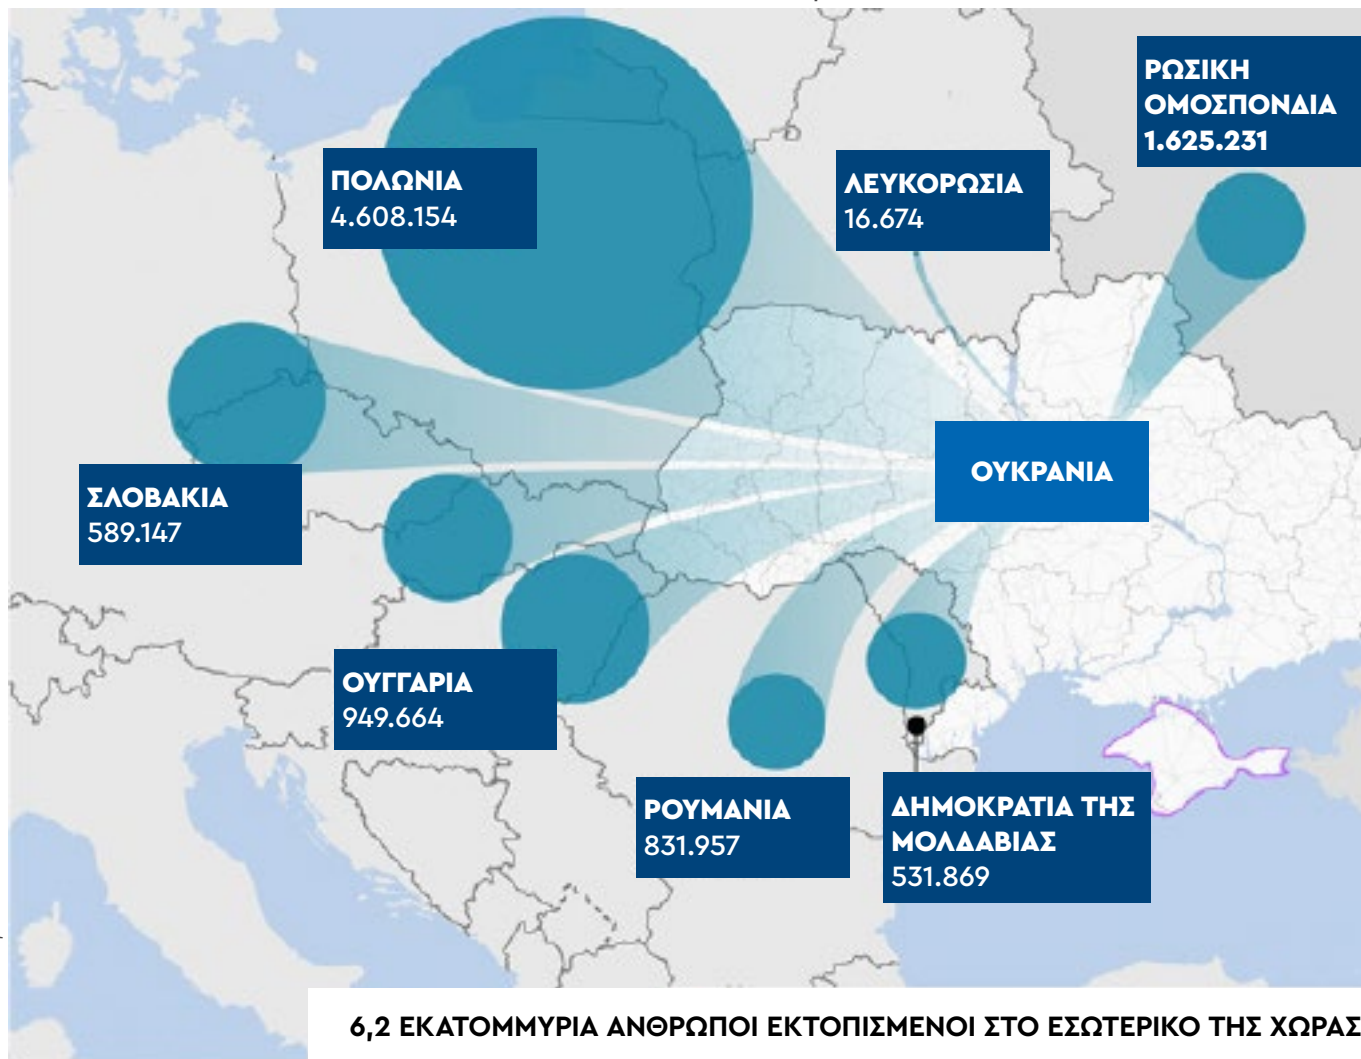 ΡΩΣΙΚΗ
ΟΜΟΣΠΟΝΔΙΑ
1.625.231
ΠΟΛΩΝΙΑ
4.608.154
ΛΕΥΚΟΡΩΣΙΑ
16.674
ΟΥΚΡΑΝΙΑ
ΣΛΟΒΑΚΙΑ
589.147
ΟΥΓΓΑΡΙΑ
949.664
ΡΟΥΜΑΝΙΑ
831.957
ΔΗΜΟΚΡΑΤΙΑ ΤΗΣ
ΜΟΛΔΑΒΙΑΣ
531.869
6,2 ΕΚΑΤΟΜΜΥΡΙΑ ΑΝΘΡΩΠΟΙ ΕΚΤΟΠΙΣΜΕΝΟΙ ΣΤΟ ΕΣΩΤΕΡΙΚΟ ΤΗΣ ΧΩΡΑΣ